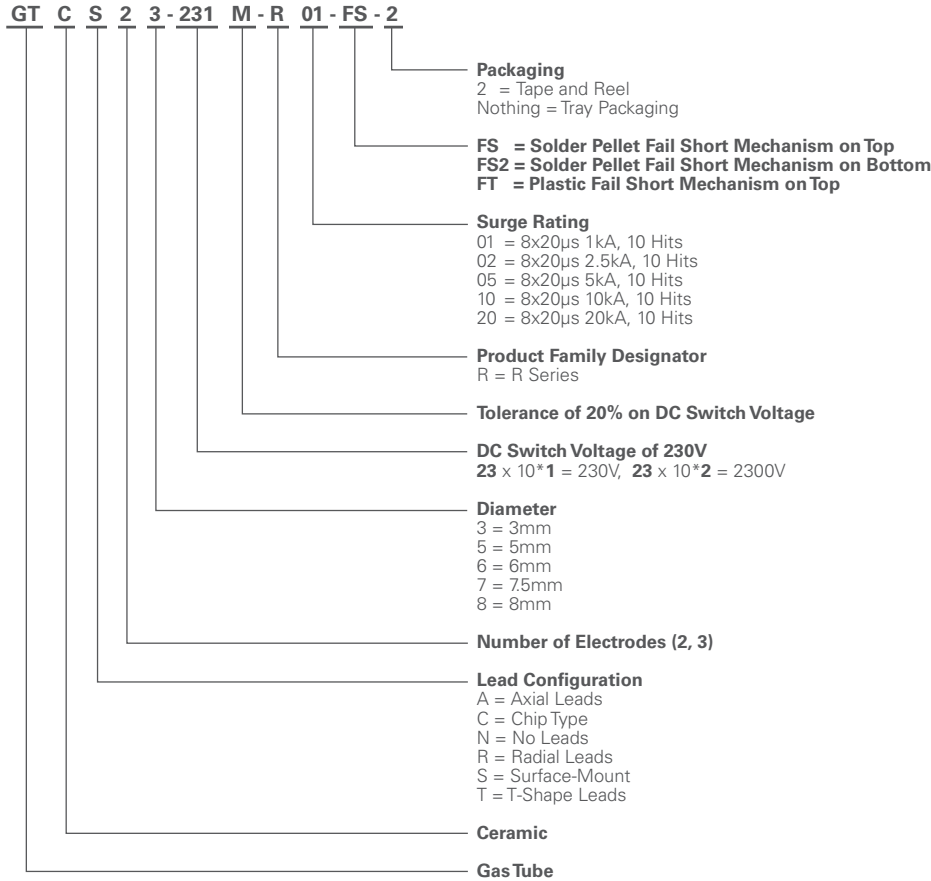 GT C S 2 3 - 231 M - R 01 - FS - 2
Packaging
2 = Tape and Reel
Nothing = Tray Packaging
FS = Solder Pellet Fail Short Mechanism on Top
FS2 = Solder Pellet Fail Short Mechanism on Bottom
FT = Plastic Fail Short Mechanism on Top
Surge Rating
01 = 8x20µs 1kA, 10 Hits
02 = 8x20µs 2.5kA, 10 Hits
05 = 8x20µs 5kA, 10 Hits
10 = 8x20µs 10kA, 10 Hits
20 = 8x20µs 20kA, 10 Hits
Product Family Designator
R = R Series
Tolerance of 20% on DC Switch Voltage
DC Switch Voltage of 230V
23 x 10*1 = 230V, 23 x 10*2 = 2300V
Diameter
3 = 3mm
5 = 5mm
6 = 6mm
7 = 7.5mm
8 = 8mm
Number of Electrodes (2, 3)
Lead Configuration
A = Axial Leads
C = Chip Type
N = No Leads
R = Radial Leads
S = Surface-Mount
T = T-Shape Leads
Ceramic
Gas Tube